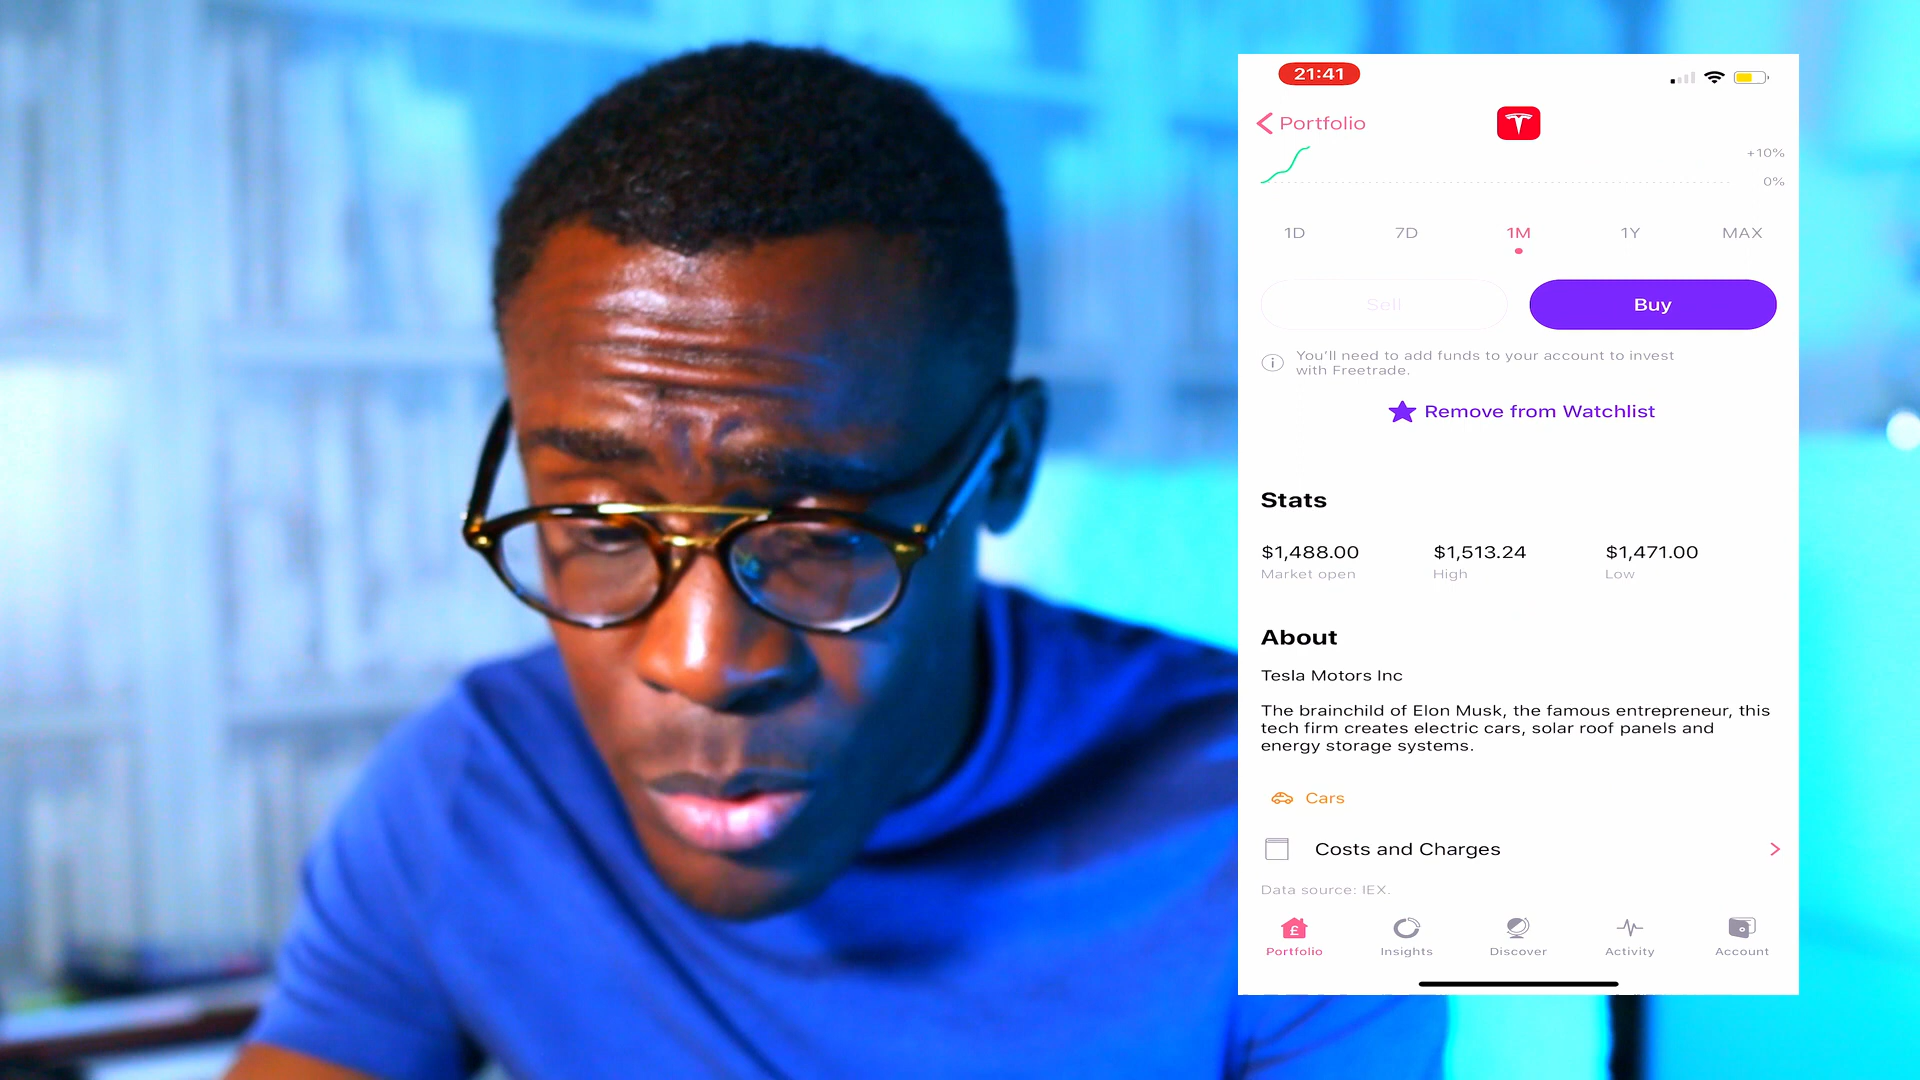 21:41
Portfolio
+10%
0%
1D 7D 1M 1Y MAX
Sell Buy
You'll need to add funds to your account to invest
with Freetrade.
Remove from Watchlist
Stats
$1,488.00 $1,513.24 $1,471.00
Market open High Low
About
Tesla Motors Inc
The brainchild of Elon Musk, the famous entrepreneur, this
tech firm creates electric cars, solar roof panels and
energy storage systems.
Cars
Costs and Charges
Data source: IEX.
Portfolio Insights Discover Activity Account